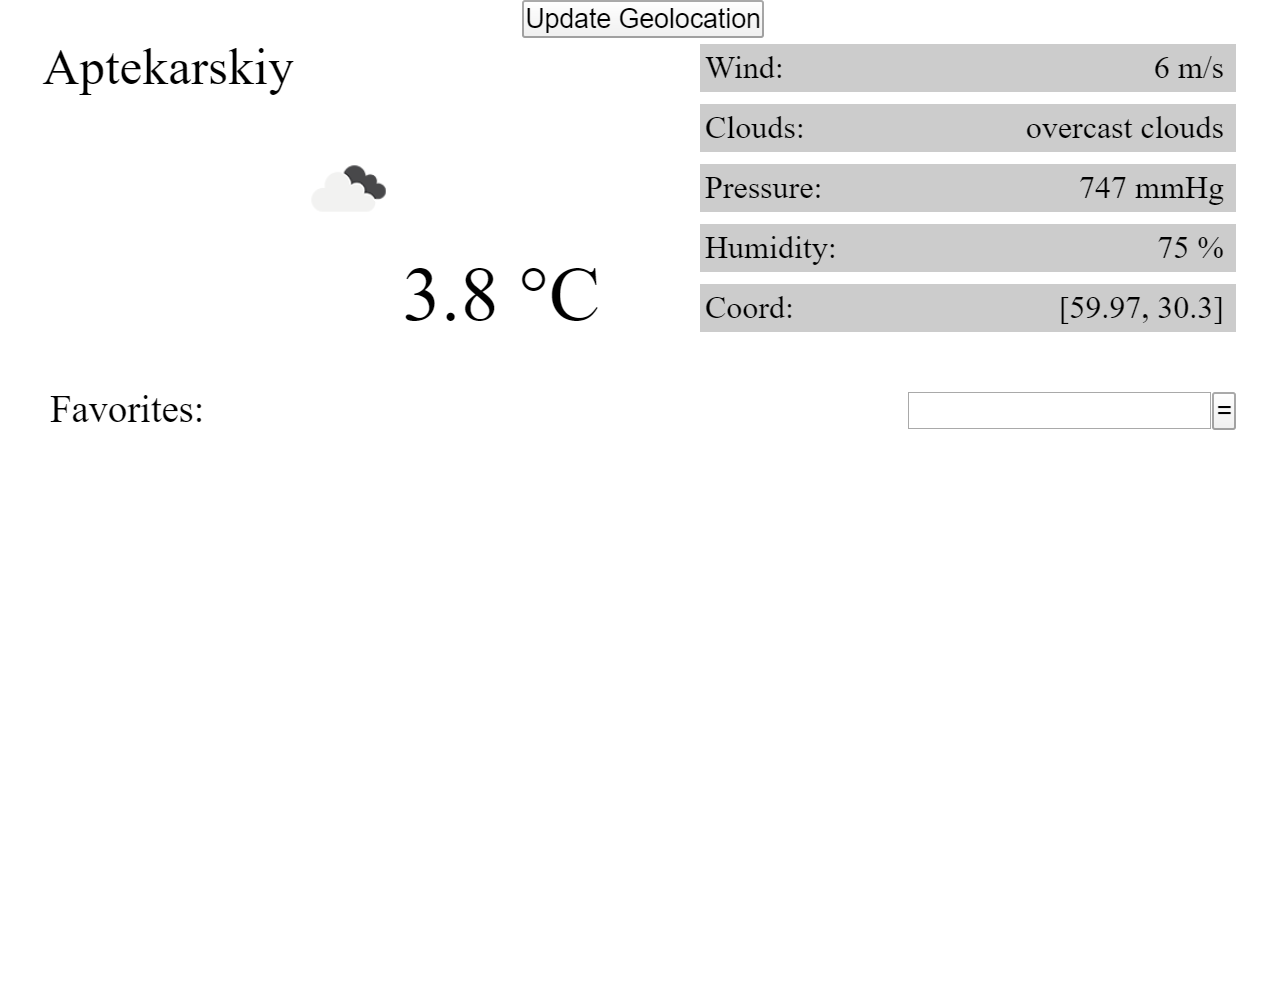 Update Geolocation
Aptekarskiy
3.8 °C
Wind: 6 m/s
Clouds: overcast clouds
Pressure: 747 mmHg
Humidity: 75 %
Coord: [59.97, 30.3]
Favorites:
=